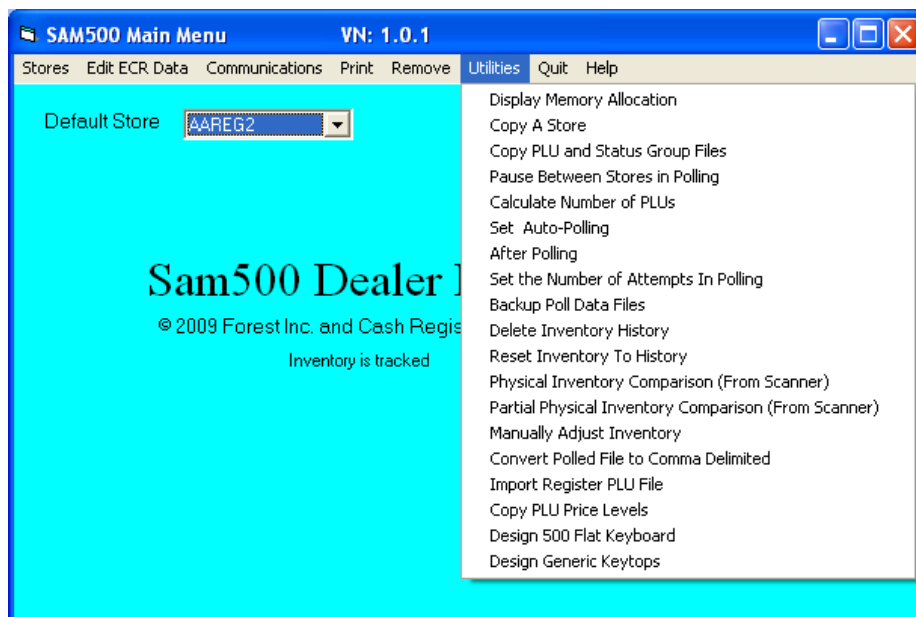 SAM500 Main Menu VN: 1.0.1
Stores Edit ECR Data Communications Print Remove Utilities Quit Help
Default Store AAREG2
Sam500 Dealer
© 2009 Forest Inc. and Cash Regis
Inventory is tracked
Display Memory Allocation
Copy A Store
Copy PLU and Status Group Files
Pause Between Stores in Polling
Calculate Number of PLUs
Set Auto-Polling
After Polling
Set the Number of Attempts In Polling
Backup Poll Data Files
Delete Inventory History
Reset Inventory To History
Physical Inventory Comparison (From Scanner)
Partial Physical Inventory Comparison (From Scanner)
Manually Adjust Inventory
Convert Polled File to Comma Delimited
Import Register PLU File
Copy PLU Price Levels
Design 500 Flat Keyboard
Design Generic Keytops